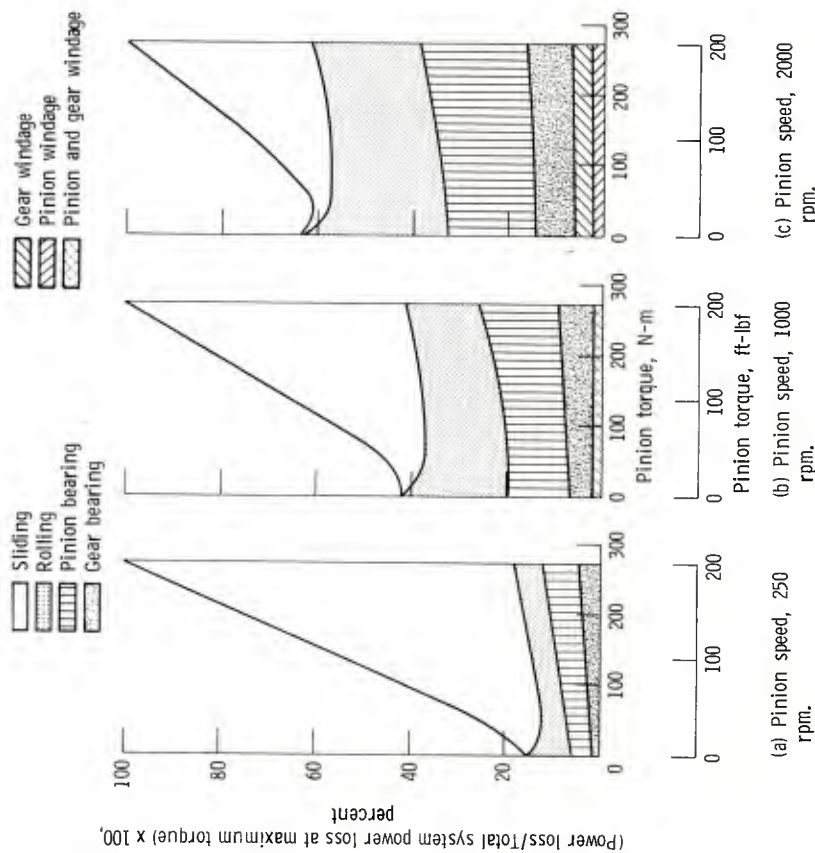 Sliding
Rolling
Pinion bearing
Gear bearing
Gear windage
Pinion windage
Pinion and gear windage
(Power loss/Total system power loss at maximum torque) x 100,
percent
100
80
60
40
20
0
100
200
300
0
100
200
(a) Pinion speed, 250
rpm.
0
100
200
300
Pinion torque, N-m
0
100
200
Pinion torque, ft-lbf
(b) Pinion speed, 1000
rpm.
0
100
200
300
0
100
200
(c) Pinion speed, 2000
rpm.